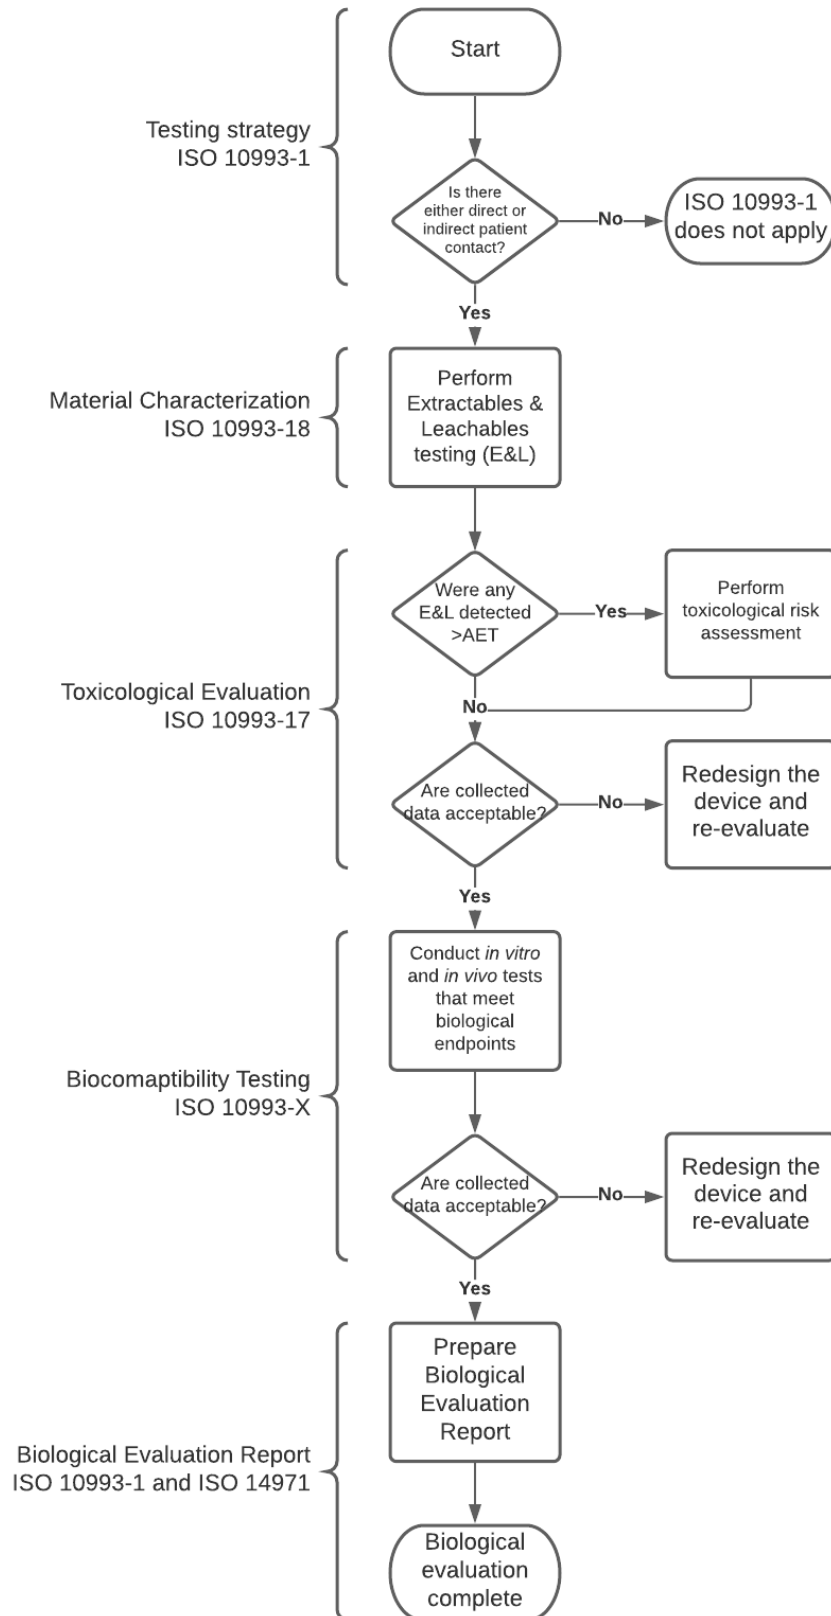 Start
Testing strategy
ISO 10993-1
Is there
either direct or
indirect patient
contact?
No
ISO 10993-1
does not apply
Yes
Material Characterization
ISO 10993-18
Perform
Extractables &
Leachables
testing (E&L)
Were any
E&L detected
>AET
Yes
Perform
toxicological risk
assessment
Toxicological Evaluation
ISO 10993-17
No
Are collected
data acceptable?
No
Redesign the
device and
re-evaluate
Yes
Conduct in vitro
and in vivo tests
that meet
biological
endpoints
Biocomaptibility Testing
ISO 10993-X
Are collected
data acceptable?
No
Redesign the
device and
re-evaluate
Yes
Prepare
Biological
Evaluation
Report
Biological Evaluation Report
ISO 10993-1 and ISO 14971
Biological
evaluation
complete